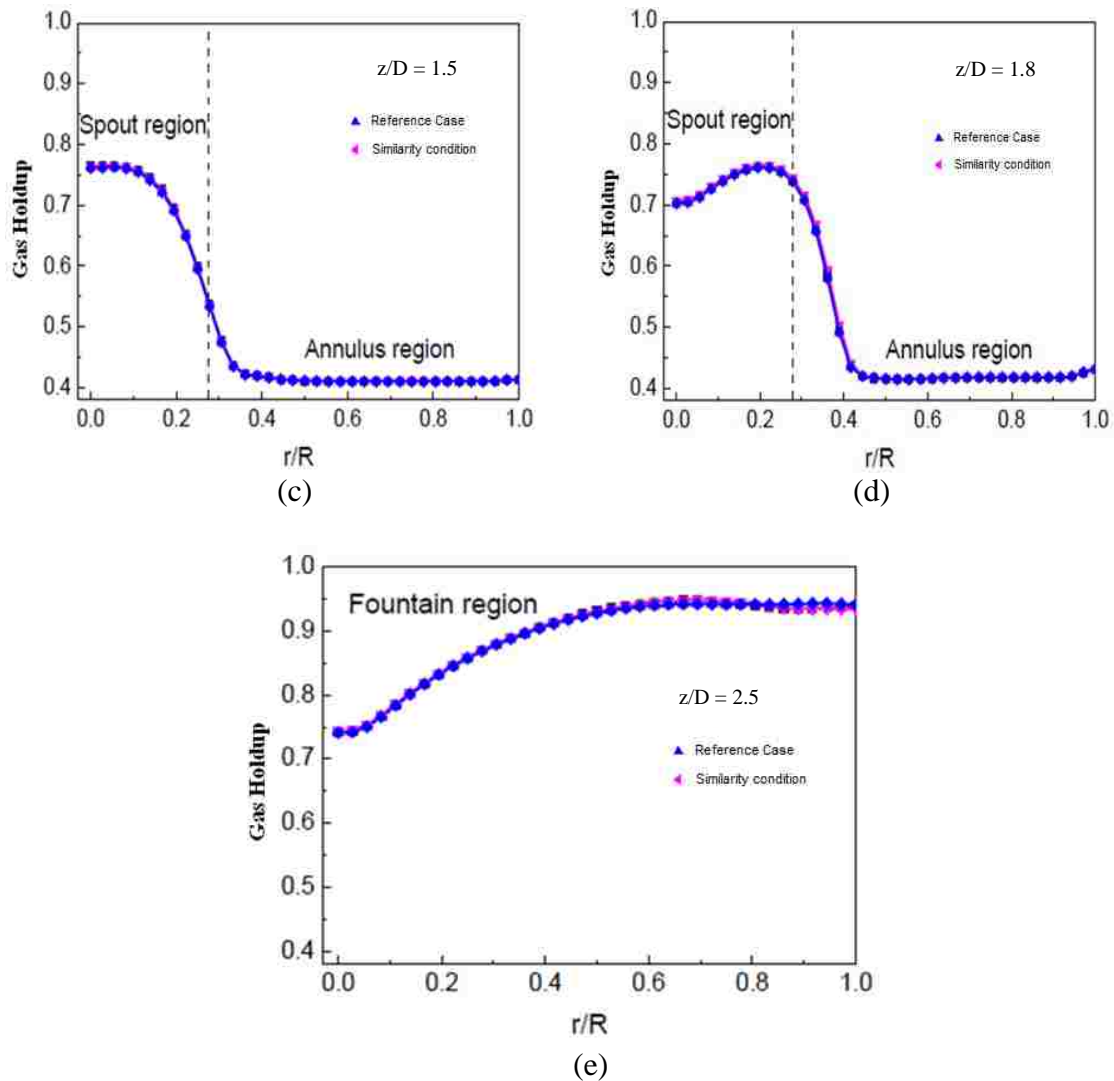 1.0
0.9
0.8
0.7
0.6
0.5
0.4
Gas Holdup
z/D = 1.5
Spout region
Reference Case
Similarity condition
Annulus region
0.0 0.2 0.4 0.6 0.8 1.0
r/R
(c)
1.0
0.9
0.8
0.7
0.6
0.5
0.4
Gas Holdup
z/D = 1.8
Spout region
Reference Case
Similarity condition
Annulus region
0.0 0.2 0.4 0.6 0.8 1.0
r/R
(d)
1.0
0.9
0.8
0.7
0.6
0.5
0.4
Gas Holdup
Fountain region
z/D = 2.5
Reference Case
Similarity condition
0.0 0.2 0.4 0.6 0.8 1.0
r/R
(e)